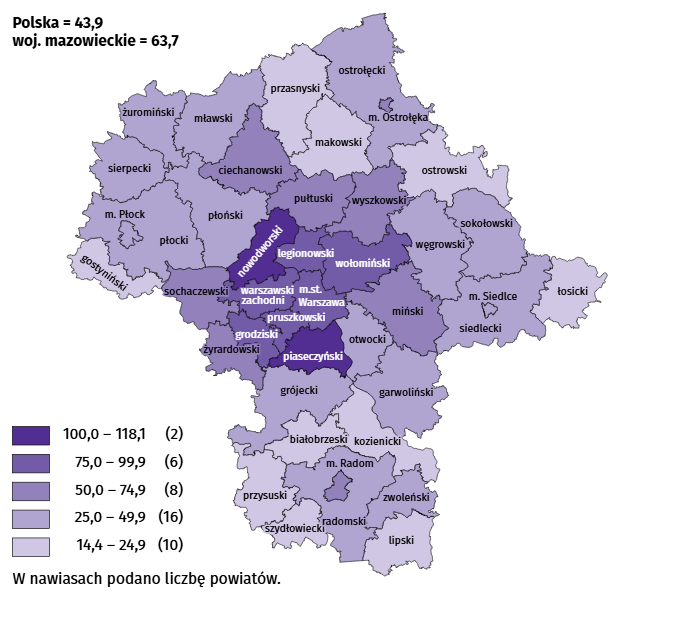 Polska = 43,9
woj. mazowieckie = 63,7
ostrołęcki
przasnyski
żuromiński
mławski
m. Ostrołęka
makowski
sierpecki
ciechanowski
ostrowski
pułtuski
wyszkowski
m. Płock
płoński
sokołowski
płocki
nowodworski
legionowski
węgrowski
wołomiński
gostyniński
sochaczewski
warszawski
zachodni
m.st.
Warszawa
m. Siedlce
łosicki
pruszkowski
miński
siedlecki
grodziski
otwocki
żyrardowski
piaseczyński
grójecki
garwoliński
białobrzeski
kozienicki
m. Radom
przysuski
zwoleński
szydłowiecki
radomski
lipski
100,0 – 118,1 (2)
75,0 – 99,9 (6)
50,0 – 74,9 (8)
25,0 – 49,9 (16)
14,4 – 24,9 (10)
W nawiasach podano liczbę powiatów.